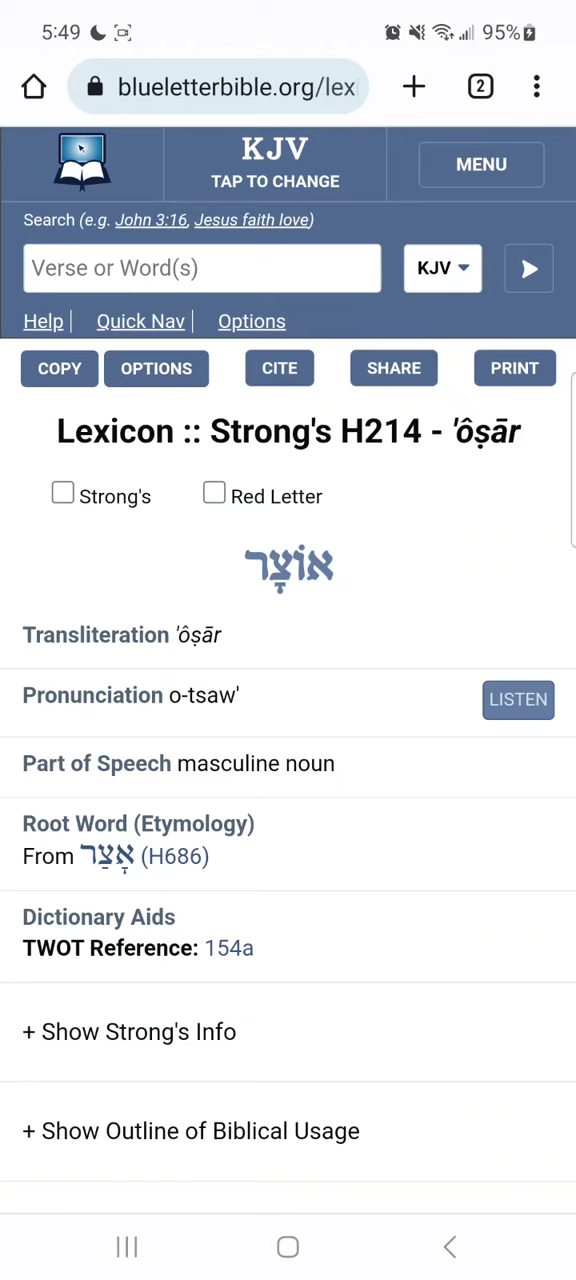 5:49 95%
blueletterbible.org/lexi
2
KJV
TAP TO CHANGE
MENU
Search (e.g. John 3:16, Jesus faith love)
Verse or Word(s)
KJV
Help| Quick Nav| Options
COPY OPTIONS CITE SHARE PRINT
Lexicon :: Strong's H214 - 'ôṣār
Strong's Red Letter
אוֹצָר
Transliteration 'ôṣār
Pronunciation o-tsaw'
LISTEN
Part of Speech masculine noun
Root Word (Etymology)
From אָצַר (H686)
Dictionary Aids
TWOT Reference: 154a
+ Show Strong's Info
+ Show Outline of Biblical Usage